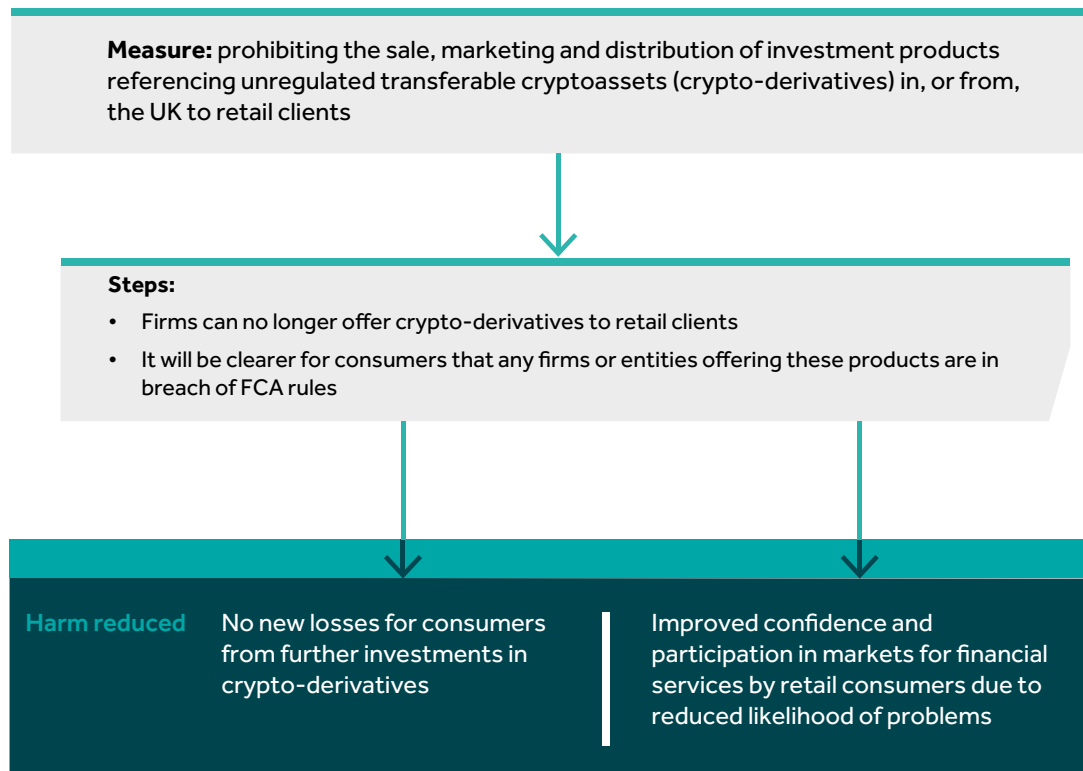 Measure: prohibiting the sale, marketing and distribution of investment products
referencing unregulated transferable cryptoassets (crypto-derivatives) in, or from,
the UK to retail clients
Steps:
• Firms can no longer offer crypto-derivatives to retail clients
• It will be clearer for consumers that any firms or entities offering these products are in
breach of FCA rules
Harm reduced
No new losses for consumers
from further investments in
crypto-derivatives
Improved confidence and
participation in markets for financial
services by retail consumers due to
reduced likelihood of problems